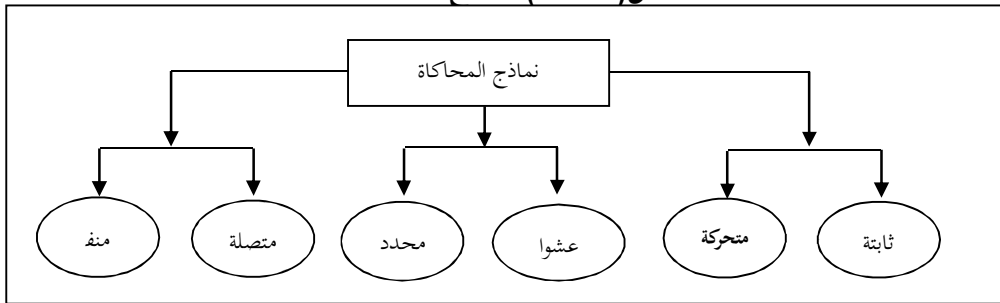 نماذج المحاكاة
ثابتة
متحركة
عشوا
محدد
متصلة
منف